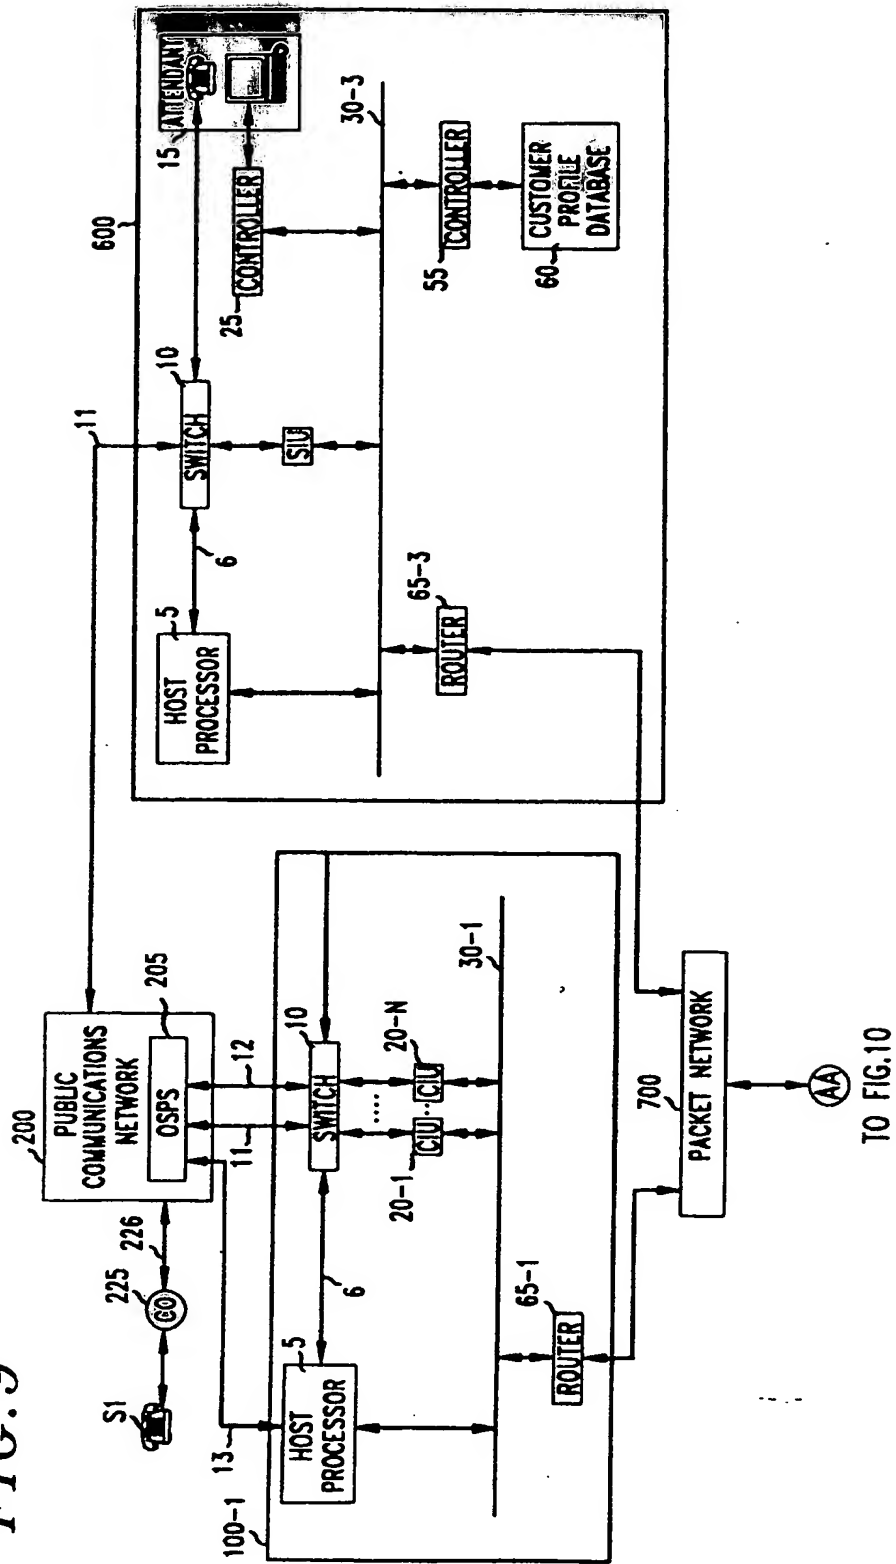 FIG. 9
S1
225
CO
226
200
PUBLIC
COMMUNICATIONS
NETWORK
205
OSPS
11
13
11
12
100-1
5
HOST
PROCESSOR
6
10
SWITCH
20-1
CIU
....
..
20-N
CIU
30-1
65-1
ROUTER
600
5
HOST
PROCESSOR
6
10
SWITCH
SIU
15
ATTENDANT
25
CONTROLLER
30-3
65-3
ROUTER
55
CONTROLLER
60
CUSTOMER
PROFILE
DATABASE
700
PACKET NETWORK
AA
TO FIG.10